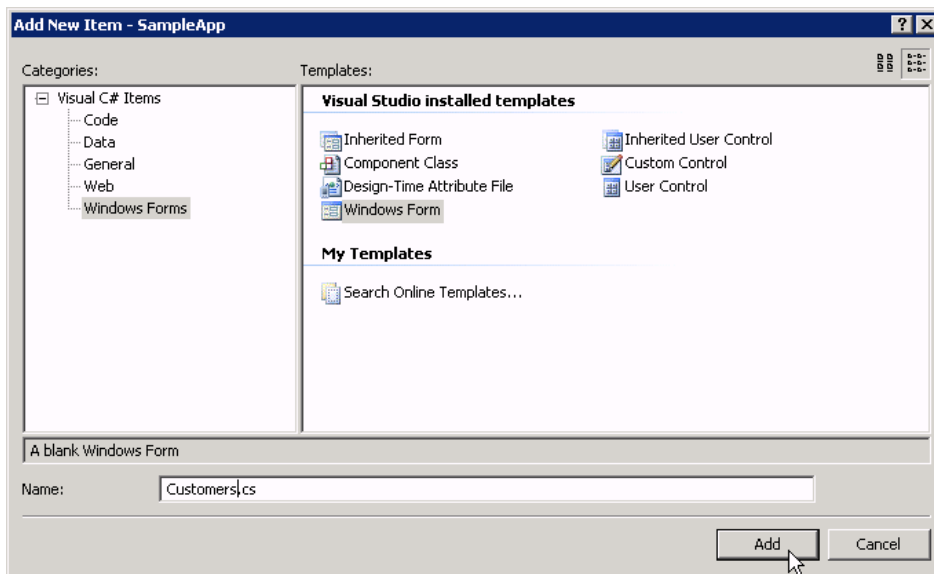 Add New Item - SampleApp
Categories:
Templates:
Visual C# Items
Code
Data
General
Web
Windows Forms
Visual Studio installed templates
Inherited Form
Inherited User Control
Component Class
Custom Control
Design-Time Attribute File
User Control
Windows Form
My Templates
Search Online Templates...
A blank Windows Form
Name:
Customers.cs
Add
Cancel